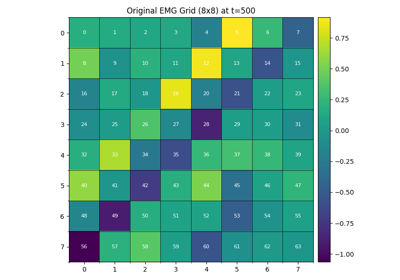 Original EMG Grid (8x8) at t=500
0 0 1 2 3 4 5 6 7
1 8 9 10 11 12 13 14 15
2 16 17 18 19 20 21 22 23
3 24 25 26 27 28 29 30 31
4 32 33 34 35 36 37 38 39
5 40 41 42 43 44 45 46 47
6 48 49 50 51 52 53 54 55
7 56 57 58 59 60 61 62 63
0 1 2 3 4 5 6 7
0.75
0.50
0.25
0.00
−0.25
−0.50
−0.75
−1.00